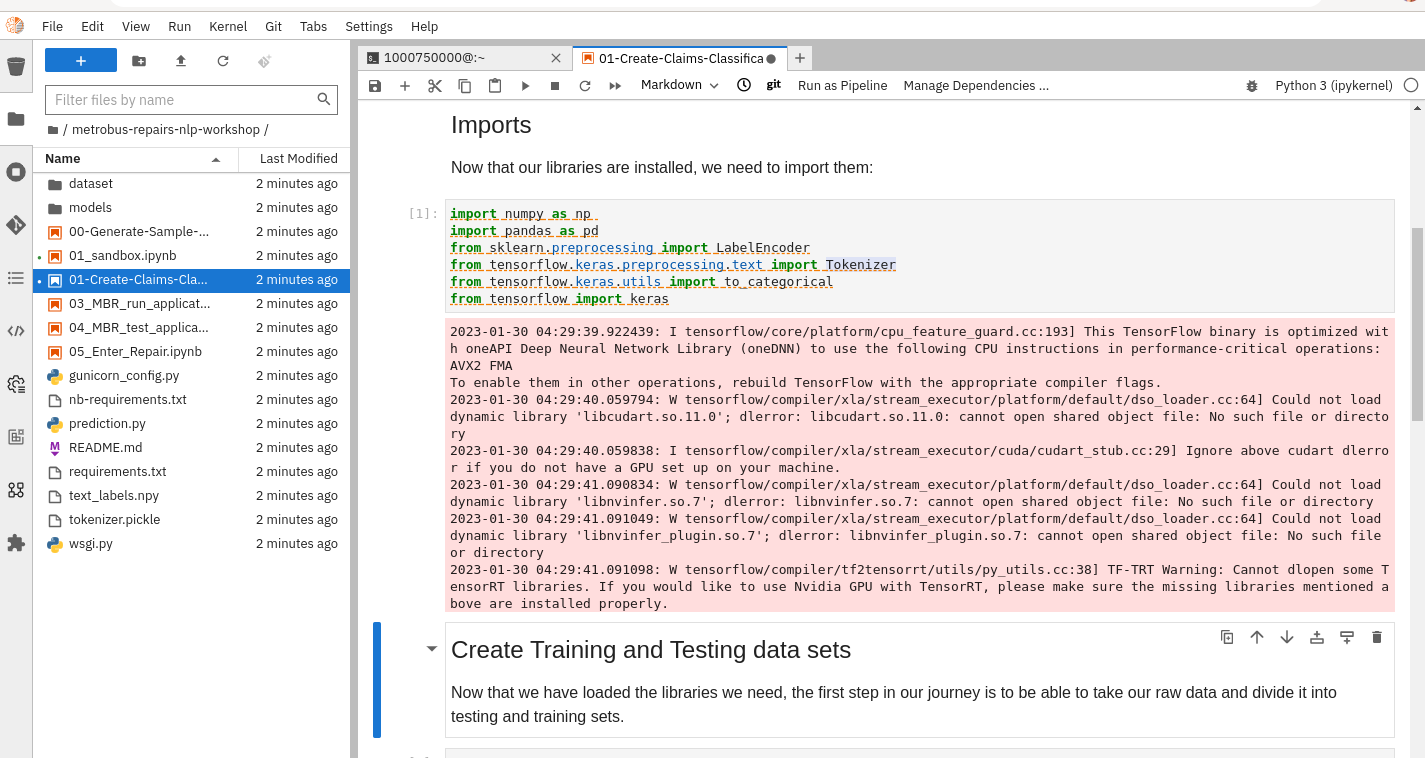 File Edit View Run Kernel Git Tabs Settings Help
+
Filter files by name
/ metrobus-repairs-nlp-workshop /
Name Last Modified
dataset 2 minutes ago
models 2 minutes ago
00-Generate-Sample-... 2 minutes ago
01_sandbox.ipynb 2 minutes ago
01-Create-Claims-Cla... 2 minutes ago
03_MBR_run_applicat... 2 minutes ago
04_MBR_test_applica... 2 minutes ago
05_Enter_Repair.ipynb 2 minutes ago
gunicorn_config.py 2 minutes ago
nb-requirements.txt 2 minutes ago
prediction.py 2 minutes ago
README.md 2 minutes ago
requirements.txt 2 minutes ago
text_labels.npy 2 minutes ago
tokenizer.pickle 2 minutes ago
wsgi.py 2 minutes ago
1000750000@:~ 01-Create-Claims-Classifica
Markdown git Run as Pipeline Manage Dependencies ... Python 3 (ipykernel)
Imports
Now that our libraries are installed, we need to import them:
[1]: import numpy as np
import pandas as pd
from sklearn.preprocessing import LabelEncoder
from tensorflow.keras.preprocessing.text import Tokenizer
from tensorflow.keras.utils import to_categorical
from tensorflow import keras
2023-01-30 04:29:39.922439: I tensorflow/core/platform/cpu_feature_guard.cc:193] This TensorFlow binary is optimized wit
h oneAPI Deep Neural Network Library (oneDNN) to use the following CPU instructions in performance-critical operations:
AVX2 FMA
To enable them in other operations, rebuild TensorFlow with the appropriate compiler flags.
2023-01-30 04:29:40.059794: W tensorflow/compiler/xla/stream_executor/platform/default/dso_loader.cc:64] Could not load
dynamic library 'libcudart.so.11.0'; dlerror: libcudart.so.11.0: cannot open shared object file: No such file or directo
ry
2023-01-30 04:29:40.059838: I tensorflow/compiler/xla/stream_executor/cuda/cudart_stub.cc:29] Ignore above cudart dlerro
r if you do not have a GPU set up on your machine.
2023-01-30 04:29:41.090834: W tensorflow/compiler/xla/stream_executor/platform/default/dso_loader.cc:64] Could not load
dynamic library 'libnvinfer.so.7'; dlerror: libnvinfer.so.7: cannot open shared object file: No such file or directory
2023-01-30 04:29:41.091049: W tensorflow/compiler/xla/stream_executor/platform/default/dso_loader.cc:64] Could not load
dynamic library 'libnvinfer_plugin.so.7'; dlerror: libnvinfer_plugin.so.7: cannot open shared object file: No such file
or directory
2023-01-30 04:29:41.091098: W tensorflow/compiler/tf2tensorrt/utils/py_utils.cc:38] TF-TRT Warning: Cannot dlopen some T
ensorRT libraries. If you would like to use Nvidia GPU with TensorRT, please make sure the missing libraries mentioned a
bove are installed properly.
Create Training and Testing data sets
Now that we have loaded the libraries we need, the first step in our journey is to be able to take our raw data and divide it into
testing and training sets.